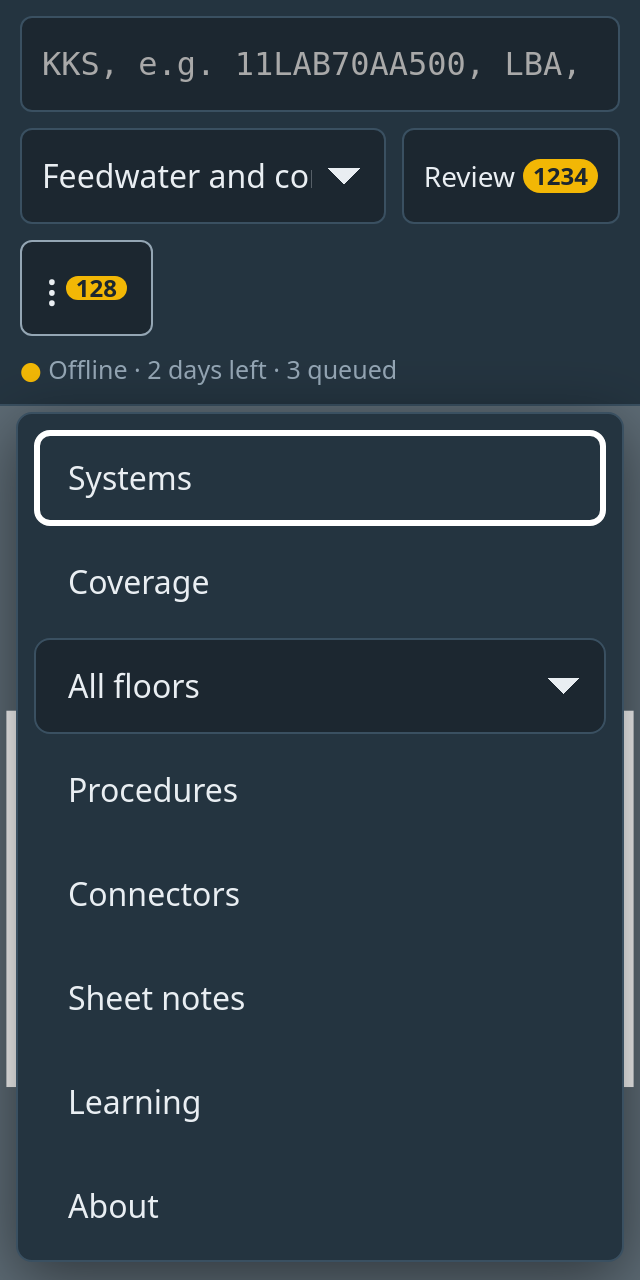 KKS, e.g. 11LAB70AA500, LBA,
Feedwater and co
Review 1234
128
Offline · 2 days left · 3 queued
Systems
Coverage
All floors
Procedures
Connectors
Sheet notes
Learning
About